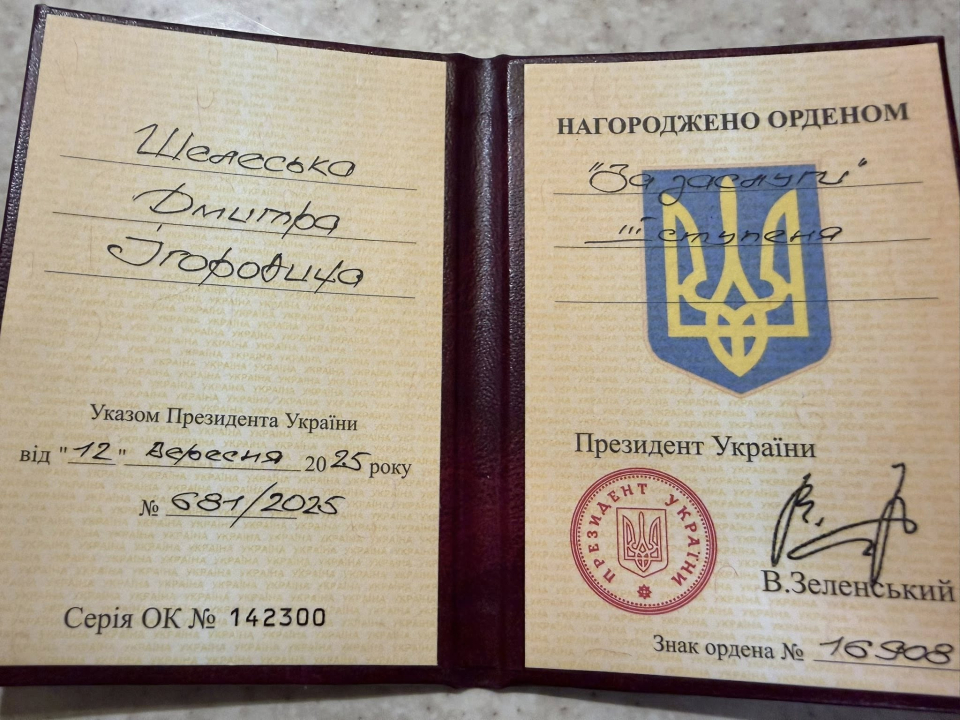 Шелеська
Дмитра
Ігоровича
Указом Президента України
від "12" вересня 2025 року
№ 681/2025
Серія ОК № 142300
НАГОРОДЖЕНО ОРДЕНОМ
"За заслуги"
ІІІ ступеня
Президент України
ПРЕЗИДЕНТ УКРАЇНИ
В.Зеленський
Знак ордена № 16908